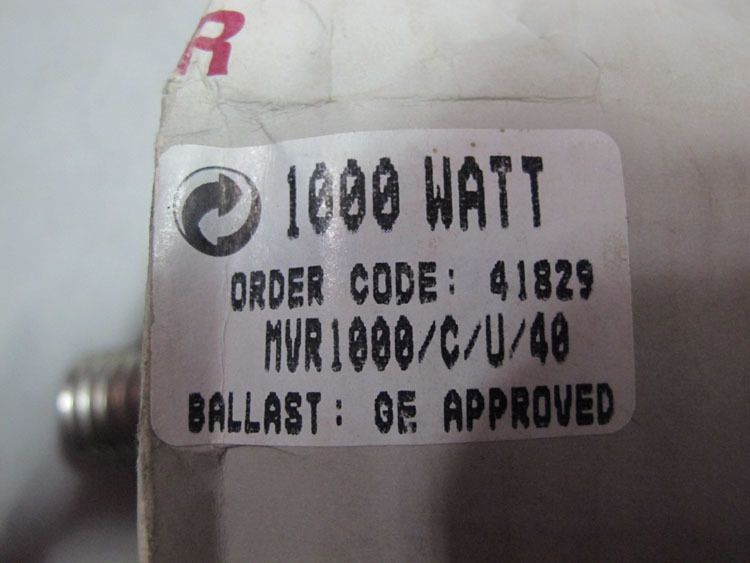 R
1000 WATT
ORDER CODE: 41829
MVR1000/C/U/40
BALLAST: GE APPROVED